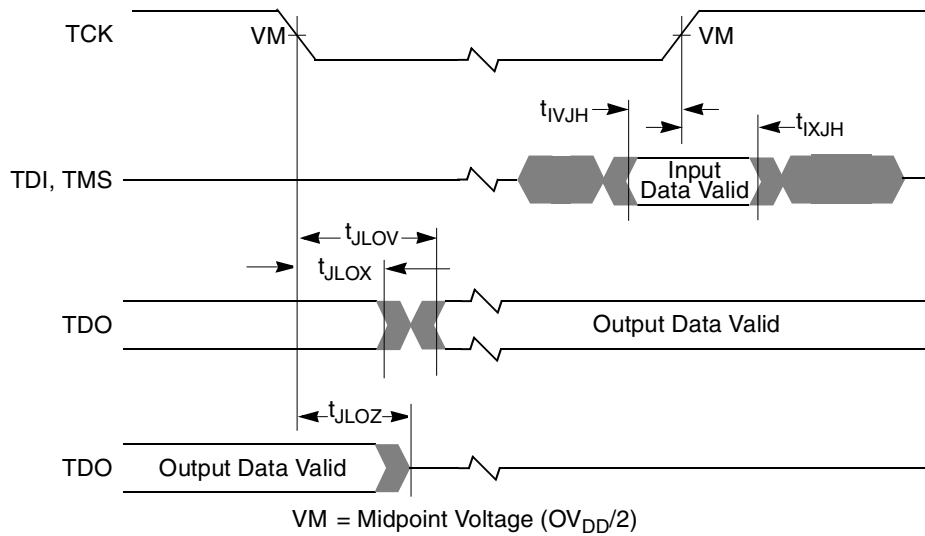 TCK
VM
VM
tIVJH
tIXJH
TDI, TMS
Input
Data Valid
tJLOV
tJLOX
TDO
Output Data Valid
tJLOZ
TDO
Output Data Valid
VM = Midpoint Voltage (OVDD/2)